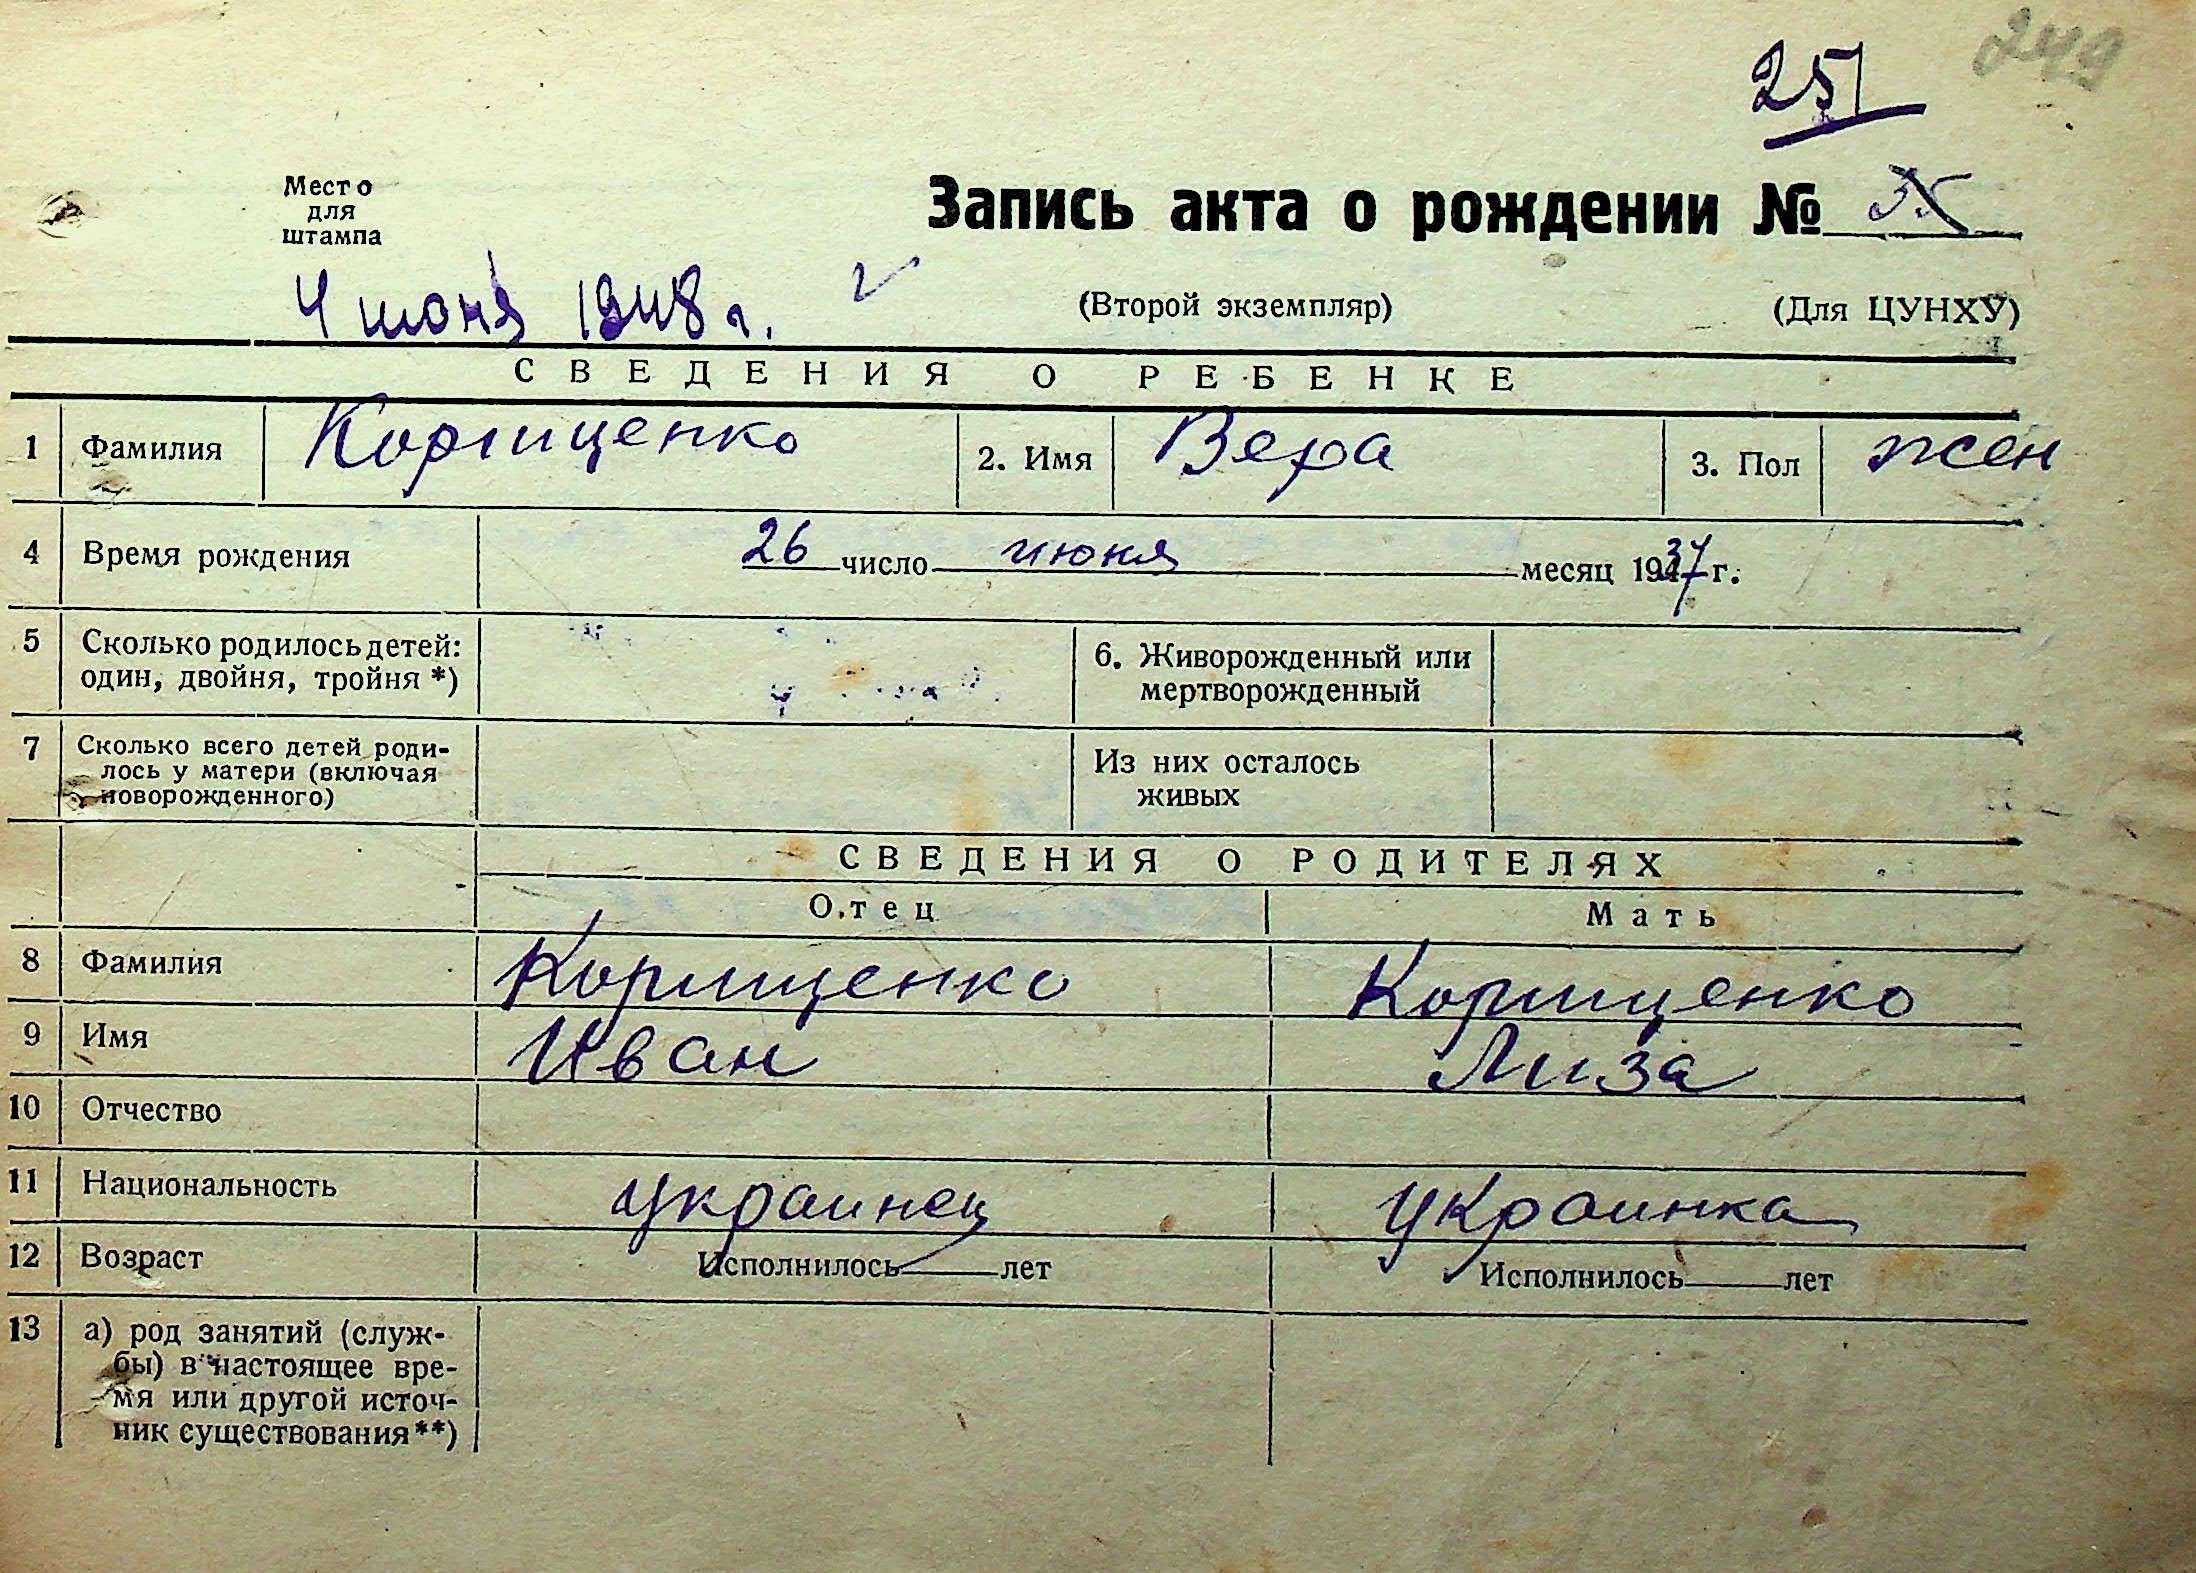 249
251
Место
для
штампа
Запись акта о рождении №
4 июня 1948 г.
(Второй экземпляр)
(Для ЦУНХУ)
СВЕДЕНИЯ О РЕБЕНКЕ
1 Фамилия Корищенко 2. Имя Вера 3. Пол жен
4 Время рождения 26 число июня месяц 1937 г.
5 Сколько родилось детей: один, двойня, тройня *)
6. Живорожденный или мертворожденный
7 Сколько всего детей роди-
лось у матери (включая
новорожденного)
Из них осталось
живых
СВЕДЕНИЯ О РОДИТЕЛЯХ
Отец Мать
8 Фамилия Корищенко Корищенко
9 Имя Иван Лиза
10 Отчество
11 Национальность украинец украинка
12 Возраст Исполнилось лет Исполнилось лет
13 а) род занятий (служ-
бы) в настоящее вре-
мя или другой источ-
ник существования**)